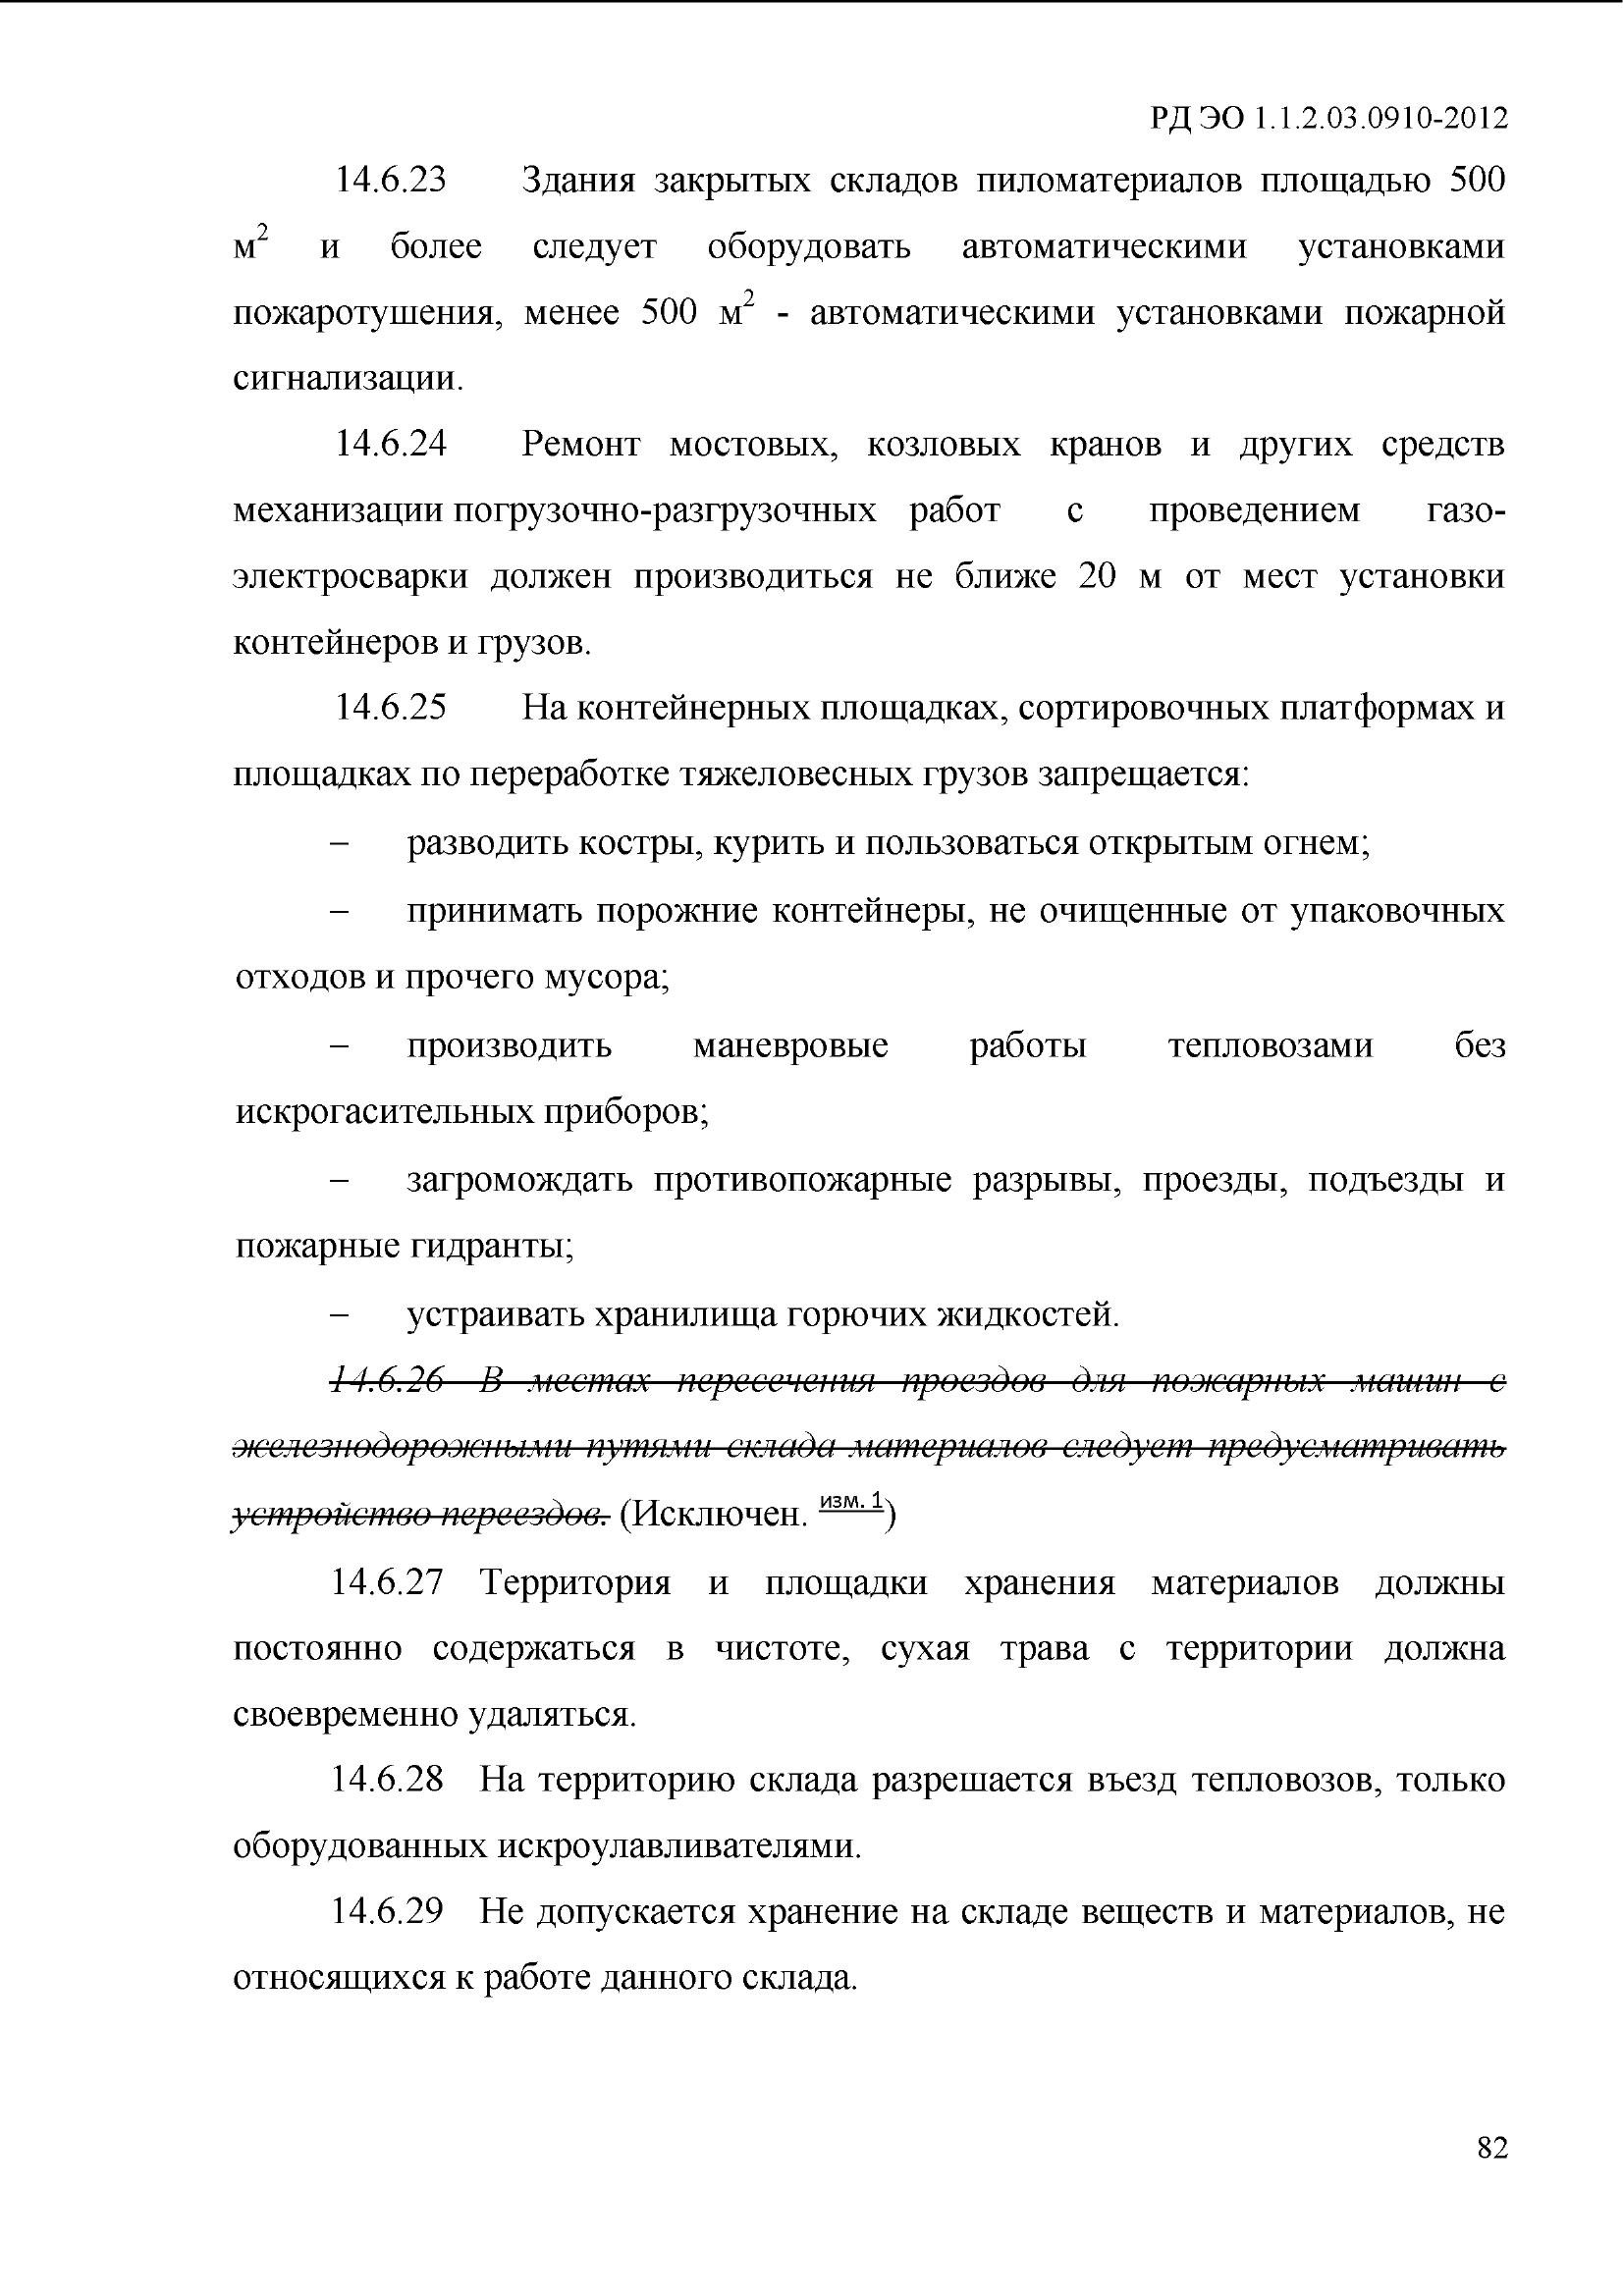 РД ЭО 1.1.2.03.0910-2012
14.6.23 Здания закрытых складов пиломатериалов площадью 500
м² и более следует оборудовать автоматическими установками
пожаротушения, менее 500 м² - автоматическими установками пожарной
сигнализации.
14.6.24 Ремонт мостовых, козловых кранов и других средств
механизации погрузочно-разгрузочных работ с проведением газо-
электросварки должен производиться не ближе 20 м от мест установки
контейнеров и грузов.
14.6.25 На контейнерных площадках, сортировочных платформах и
площадках по переработке тяжеловесных грузов запрещается:
– разводить костры, курить и пользоваться открытым огнем;
– принимать порожние контейнеры, не очищенные от упаковочных
отходов и прочего мусора;
– производить маневровые работы тепловозами без
искрогасительных приборов;
– загромождать противопожарные разрывы, проезды, подъезды и
пожарные гидранты;
– устраивать хранилища горючих жидкостей.
14.6.26 В местах пересечения проездов для пожарных машин с
железнодорожными путями склада материалов следует предусматривать
устройство переездов. (Исключен. изм. 1)
14.6.27 Территория и площадки хранения материалов должны
постоянно содержаться в чистоте, сухая трава с территории должна
своевременно удаляться.
14.6.28 На территорию склада разрешается въезд тепловозов, только
оборудованных искроулавливателями.
14.6.29 Не допускается хранение на складе веществ и материалов, не
относящихся к работе данного склада.
82